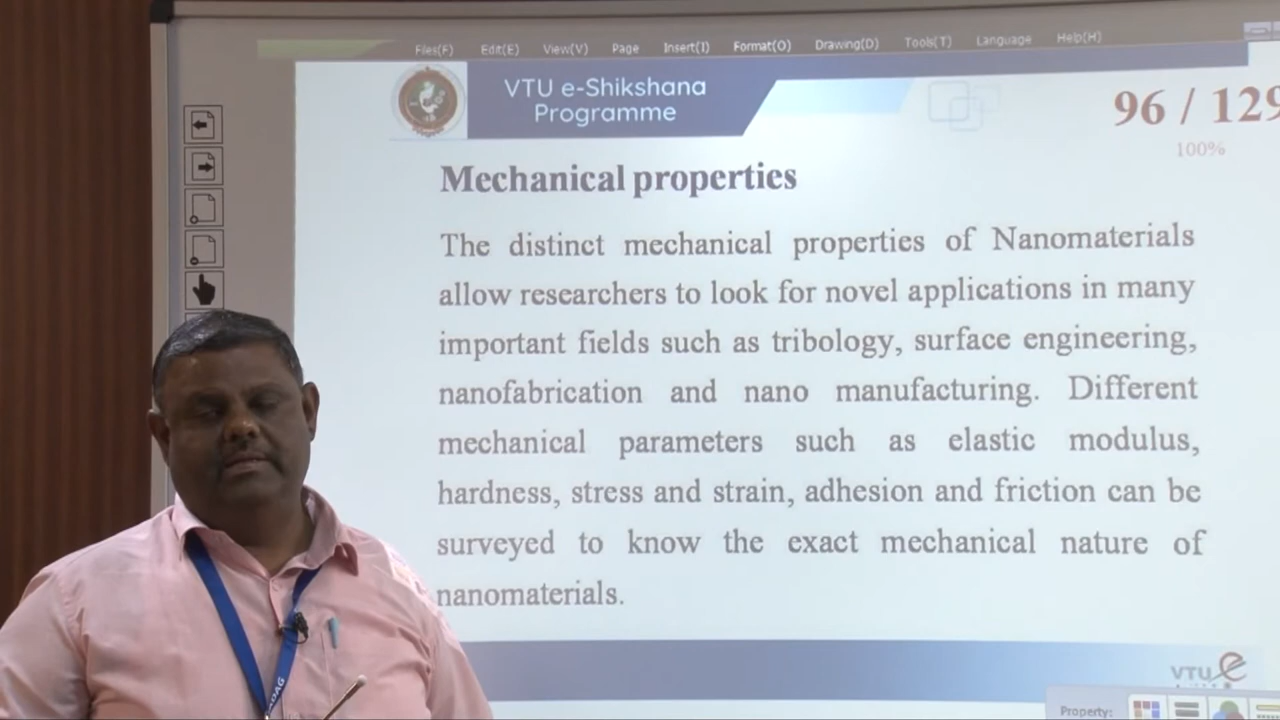 Files(F) Edit(E) View(V) Page Insert(I) Format(O) Drawing(D) Tools(T) Language Help(H)
VTU e-Shikshana
Programme
96 / 129
100%
Mechanical properties
The distinct mechanical properties of Nanomaterials
allow researchers to look for novel applications in many
important fields such as tribology, surface engineering,
nanofabrication and nano manufacturing. Different
mechanical parameters such as elastic modulus,
hardness, stress and strain, adhesion and friction can be
surveyed to know the exact mechanical nature of
nanomaterials.
VTU e
Property: